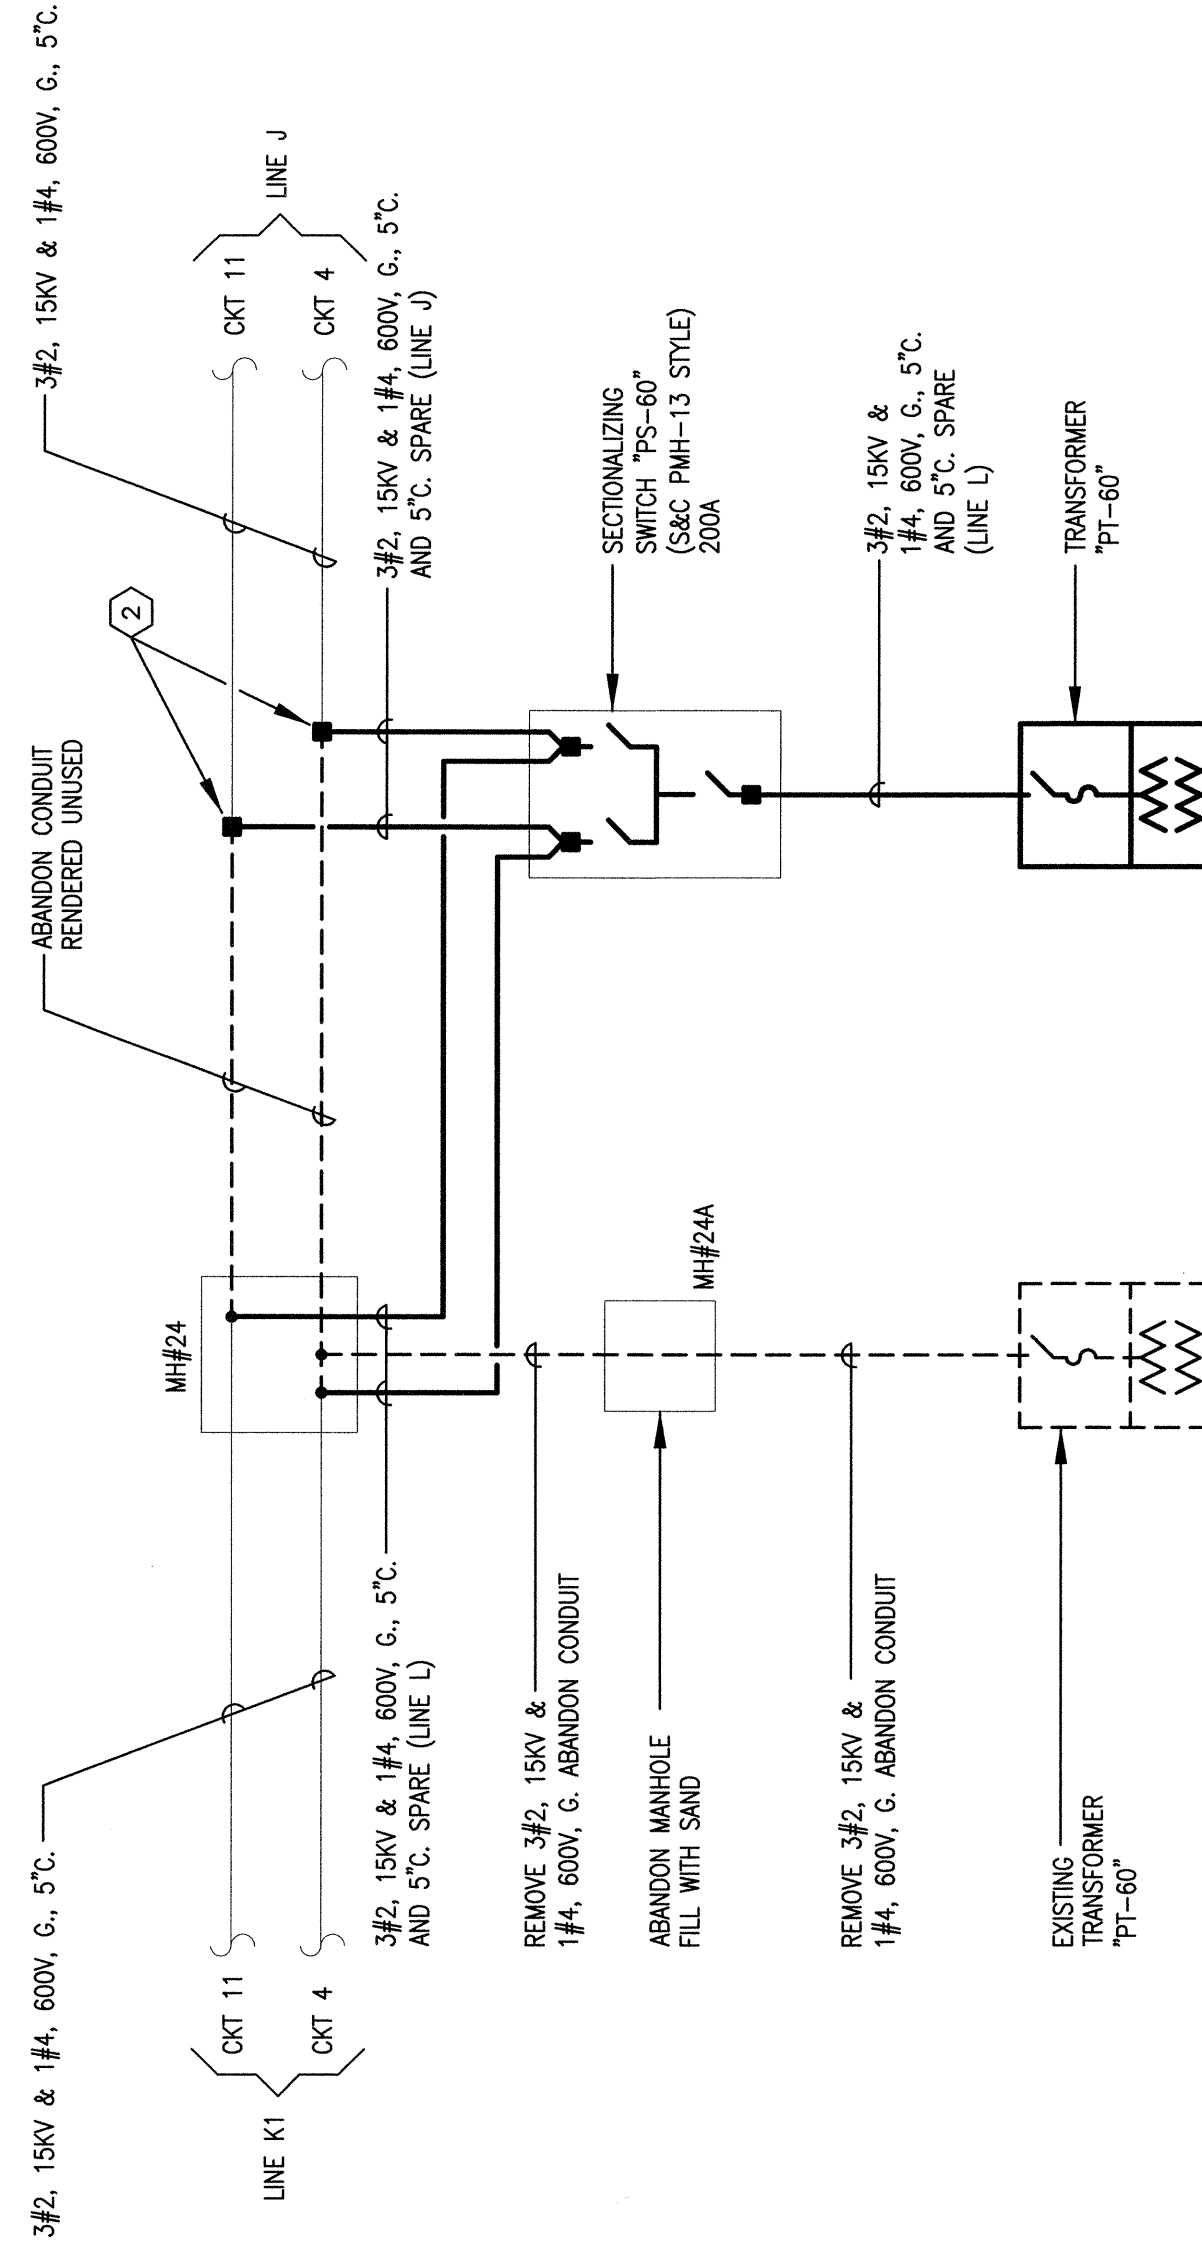 3#2, 15KV & 1#4, 600V, G., 5"C.
ABANDON CONDUIT
RENDERED UNUSED
3#2, 15KV & 1#4, 600V, G., 5"C.
2
MH#24
LINE K1
CKT 11
CKT 4
CKT 11
CKT 4
LINE J
3#2, 15KV & 1#4, 600V, G., 5"C.
AND 5"C. SPARE (LINE L)
3#2, 15KV & 1#4, 600V, G., 5"C.
AND 5"C. SPARE (LINE J)
REMOVE 3#2, 15KV &
1#4, 600V, G. ABANDON CONDUIT
ABANDON MANHOLE
FILL WITH SAND
MH#24A
SECTIONALIZING
SWITCH "PS-60"
(S&C PMH-13 STYLE)
200A
REMOVE 3#2, 15KV &
1#4, 600V, G. ABANDON CONDUIT
3#2, 15KV &
1#4, 600V, G., 5"C.
AND 5"C. SPARE
(LINE L)
EXISTING
TRANSFORMER
"PT-60"
TRANSFORMER
"PT-60"